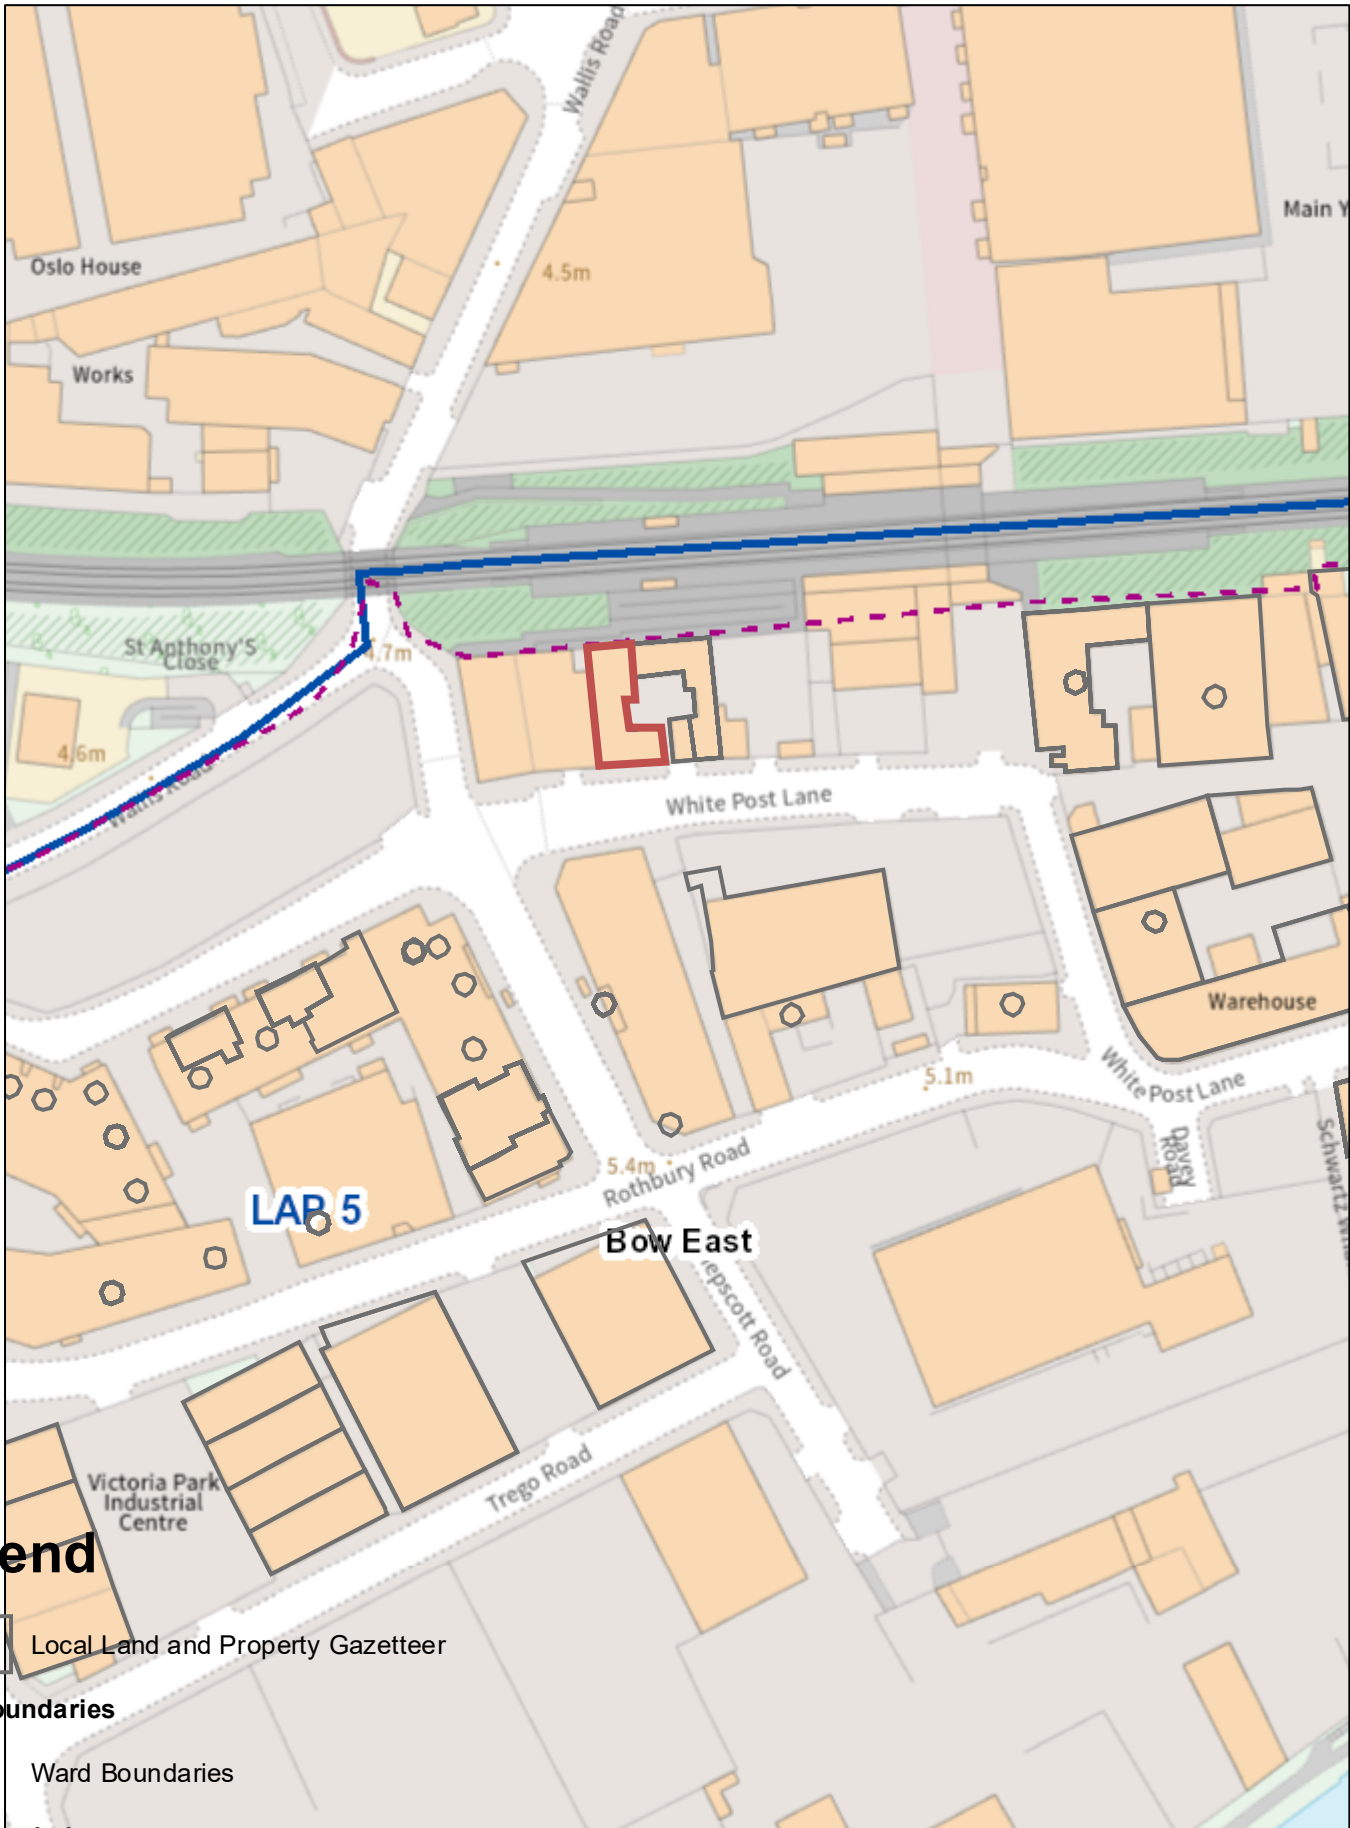 Wallis Road
Main Y
Oslo House
4.5m
Works
St Anthony'S
Close
4.7m
4.6m
Wallis Road
White Post Lane
Warehouse
White Post Lane
5.1m
Davey
Road
5.4m
Rothbury Road
LAP 5
Bow East
epscott Road
Trego Road
Victoria Park
Industrial
Centre
end
Local Land and Property Gazetteer
oundaries
Ward Boundaries